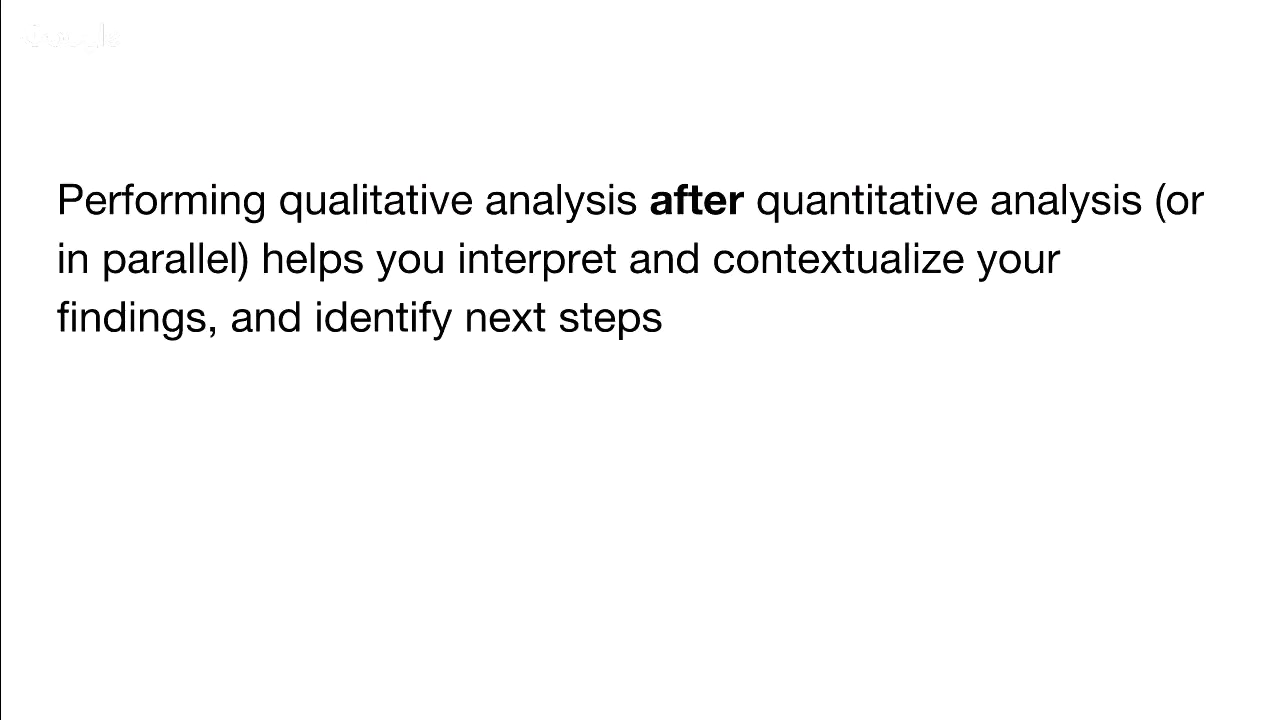 Performing qualitative analysis after quantitative analysis (or
in parallel) helps you interpret and contextualize your
findings, and identify next steps